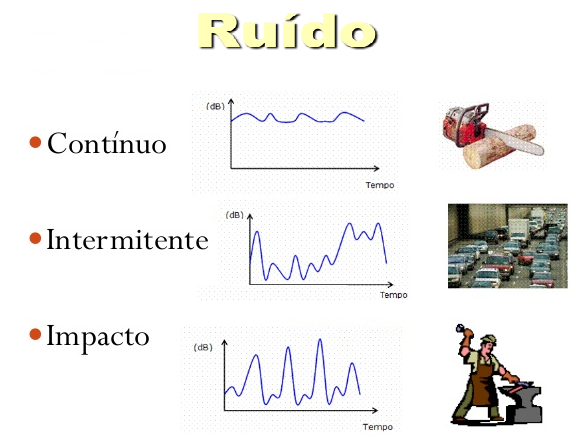 Ruído
(dB)
Contínuo
Tempo
(dB)
Intermitente
Tempo
Impacto
(dB)
Tempo